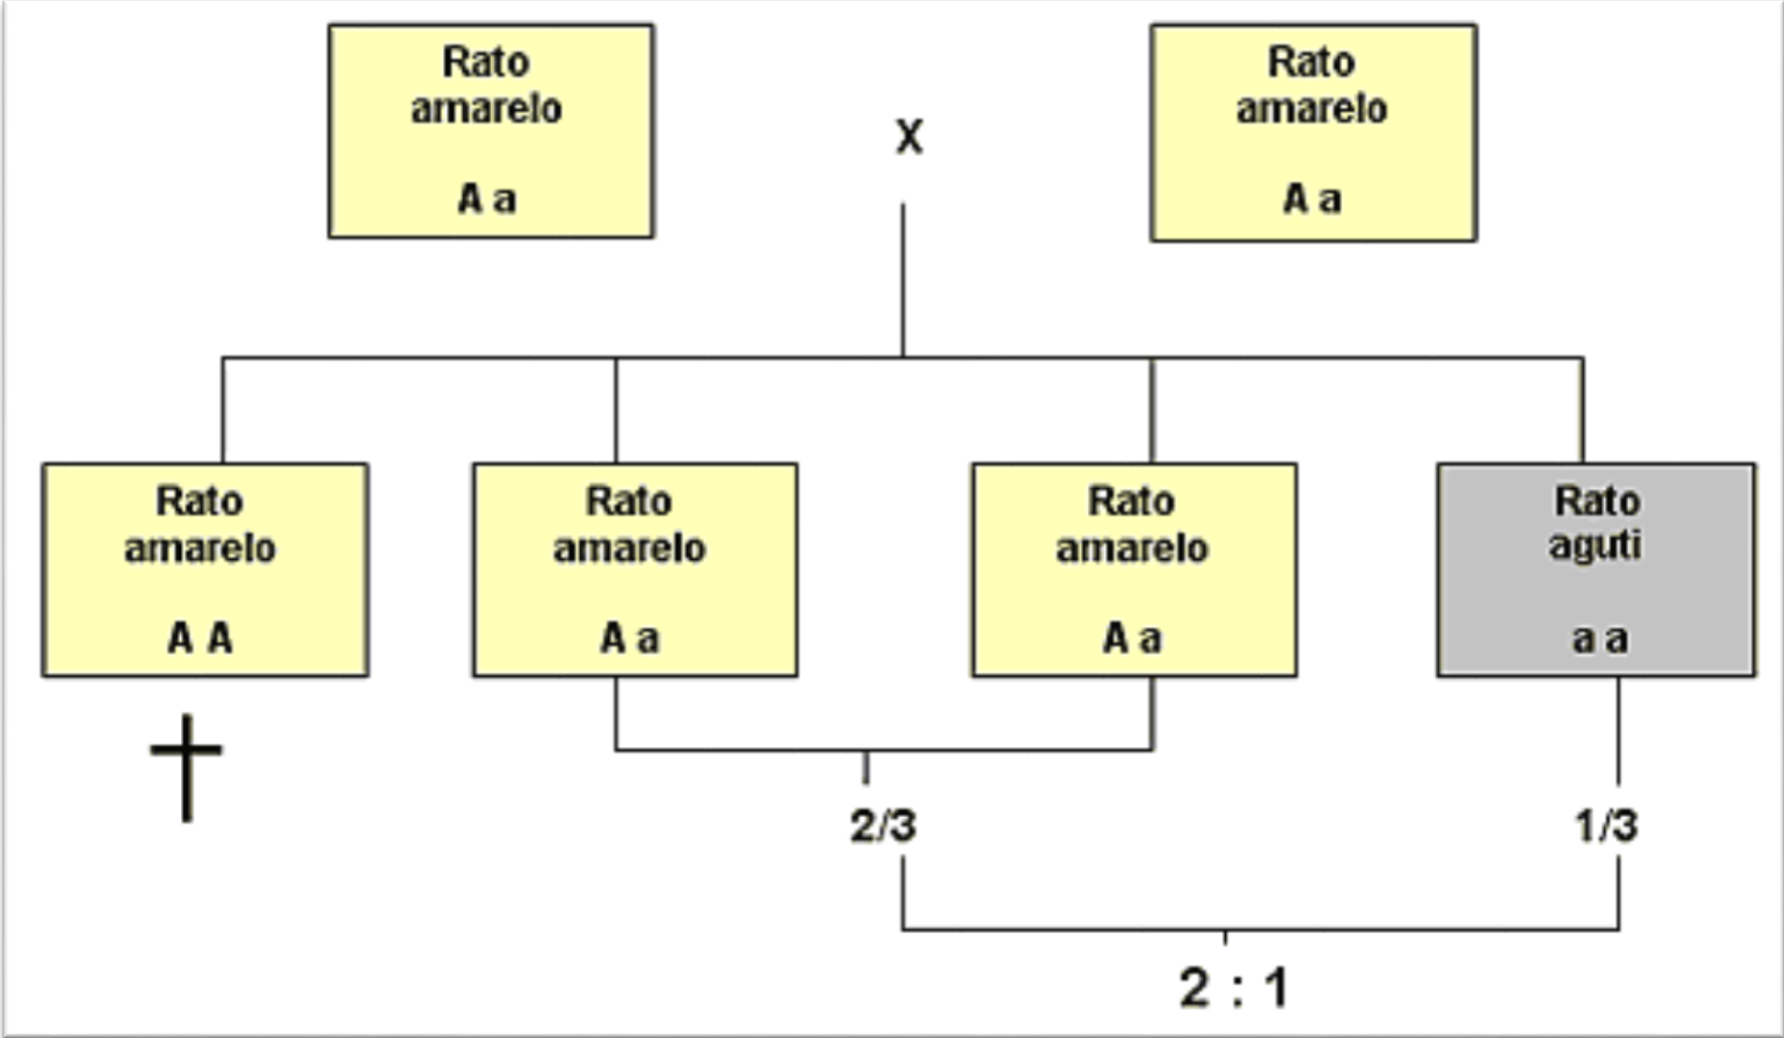 Rato
amarelo
A a
X
Rato
amarelo
A a
Rato
amarelo
A A
Rato
amarelo
A a
Rato
amarelo
A a
Rato
aguti
a a
2/3
1/3
2 : 1